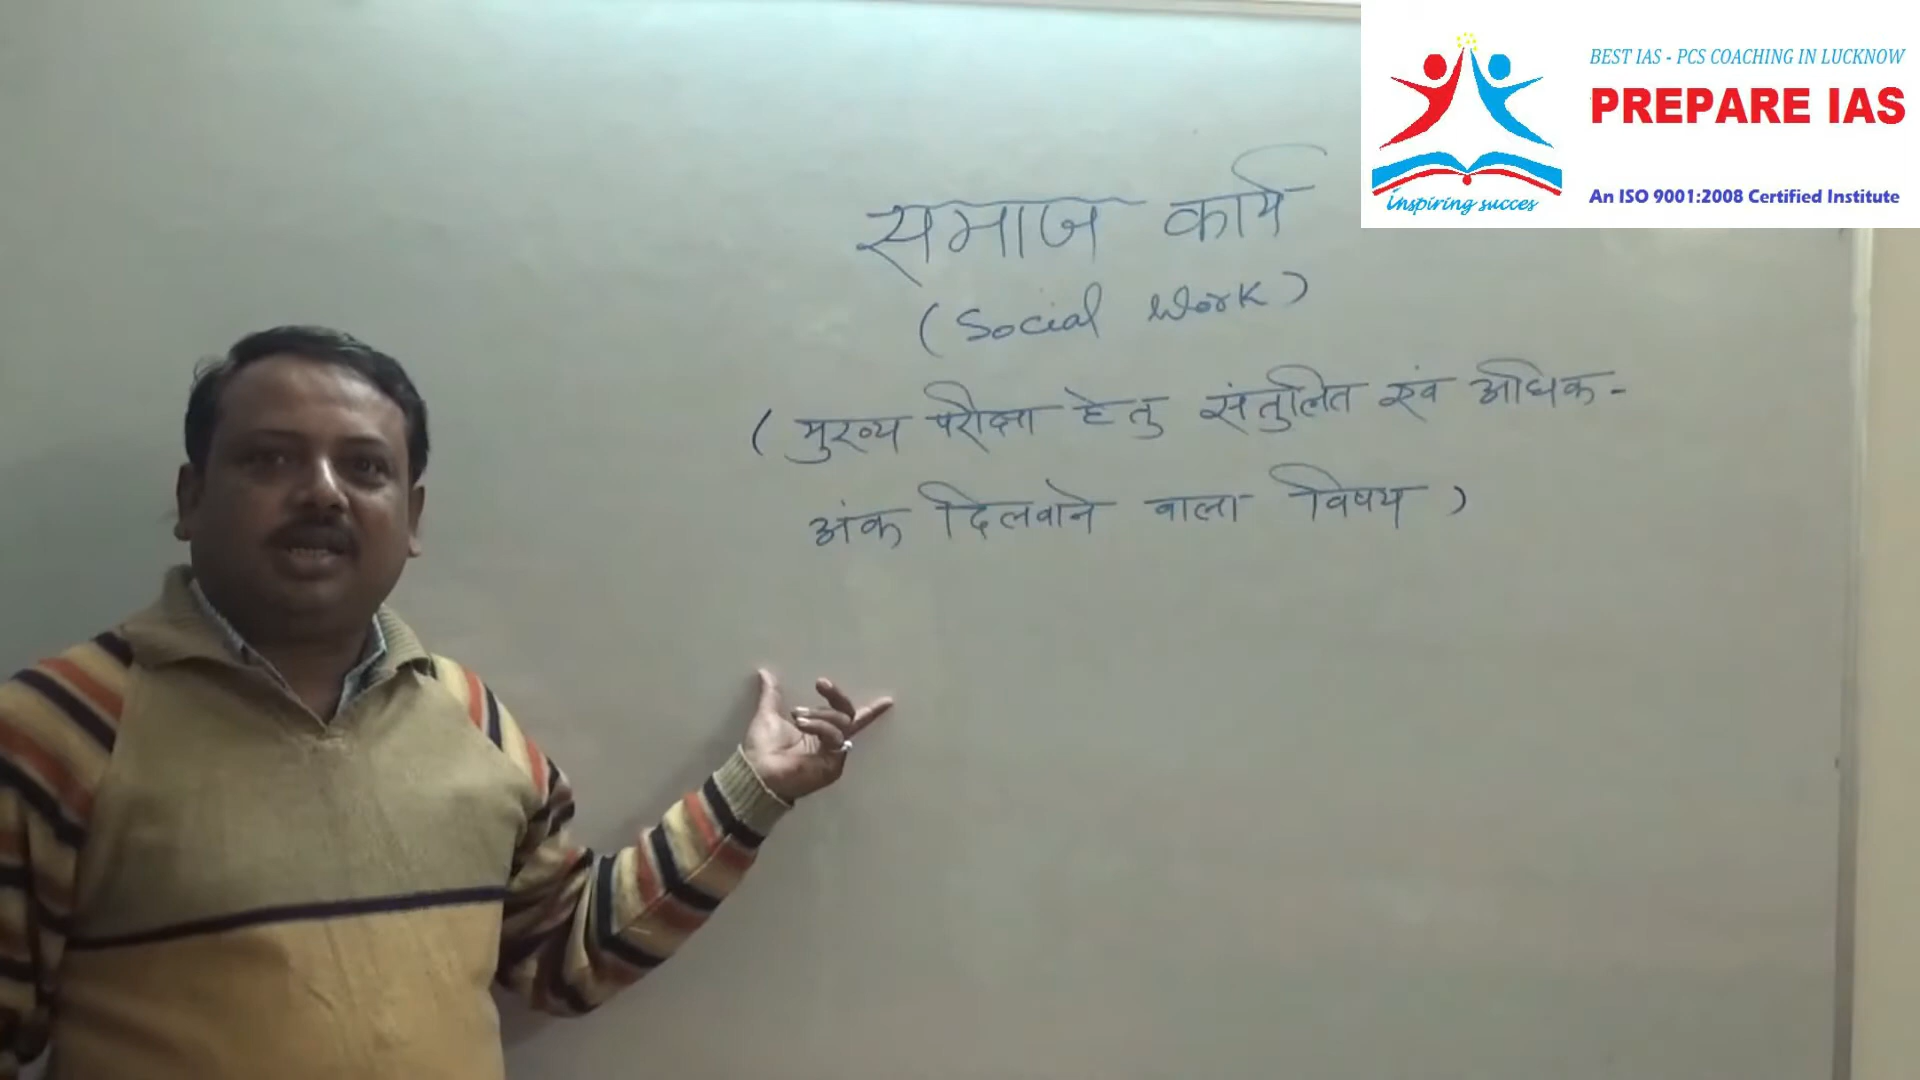 BEST IAS - PCS COACHING IN LUCKNOW
PREPARE IAS
An ISO 9001:2008 Certified Institute
inspiring succes
समाज कार्य
(Social Work)
(मुख्य परीक्षा हेतु संतुलित एवं अधिक-
अंक दिलवाने वाला विषय)